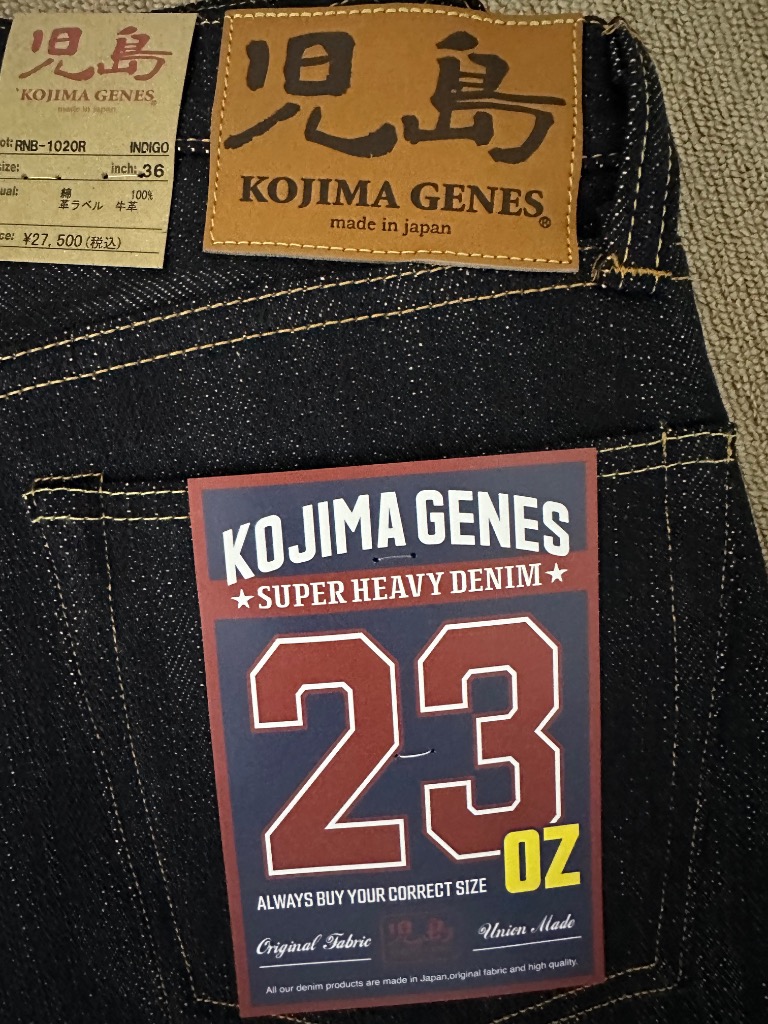 児島
KOJIMA GENES®
made in japan
ol: RNB-1020R INDIGO
size: inch: 36
ual: 綿 100%
革ラベル 牛革
ce: ¥27,500(税込)
児島
KOJIMA GENES®
made in japan
KOJIMA GENES
★SUPER HEAVY DENIM★
23
OZ
ALWAYS BUY YOUR CORRECT SIZE
Original Fabric 児島 Union Made
All our denim products are made in Japan,original fabric and high quality.